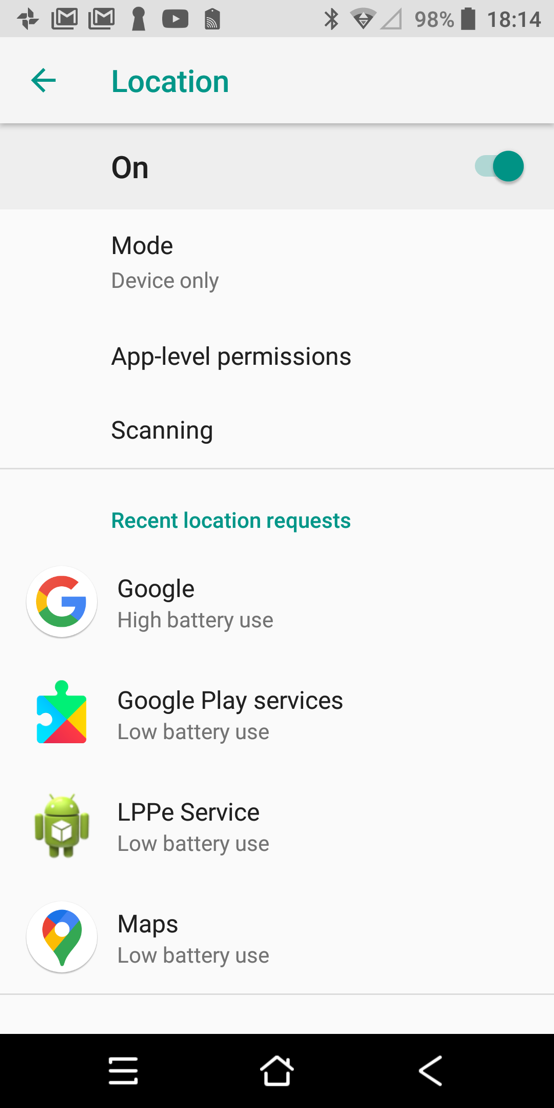 98% 18:14
Location
On
Mode
Device only
App-level permissions
Scanning
Recent location requests
Google
High battery use
Google Play services
Low battery use
LPPe Service
Low battery use
Maps
Low battery use